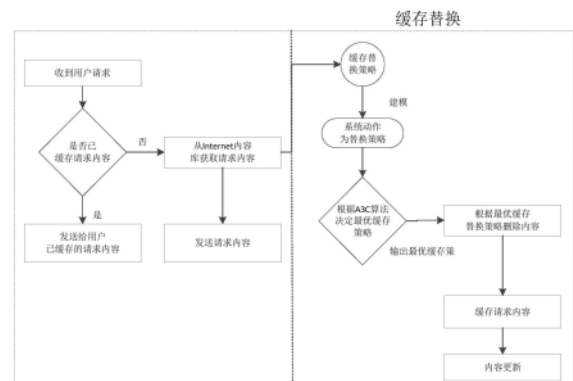 缓存替换
收到用户请求
是否已
缓存请求内容
否
从Internet内容
库获取请求内容
是
发送给用户
已缓存的请求内容
发送请求内容
缓存替
换策略
建模
系统动作
为替换策略
根据A3C算法
决定最优缓存
策略
输出最优缓存策
根据最优缓存
替换策略删除内容
缓存请求内容
内容更新